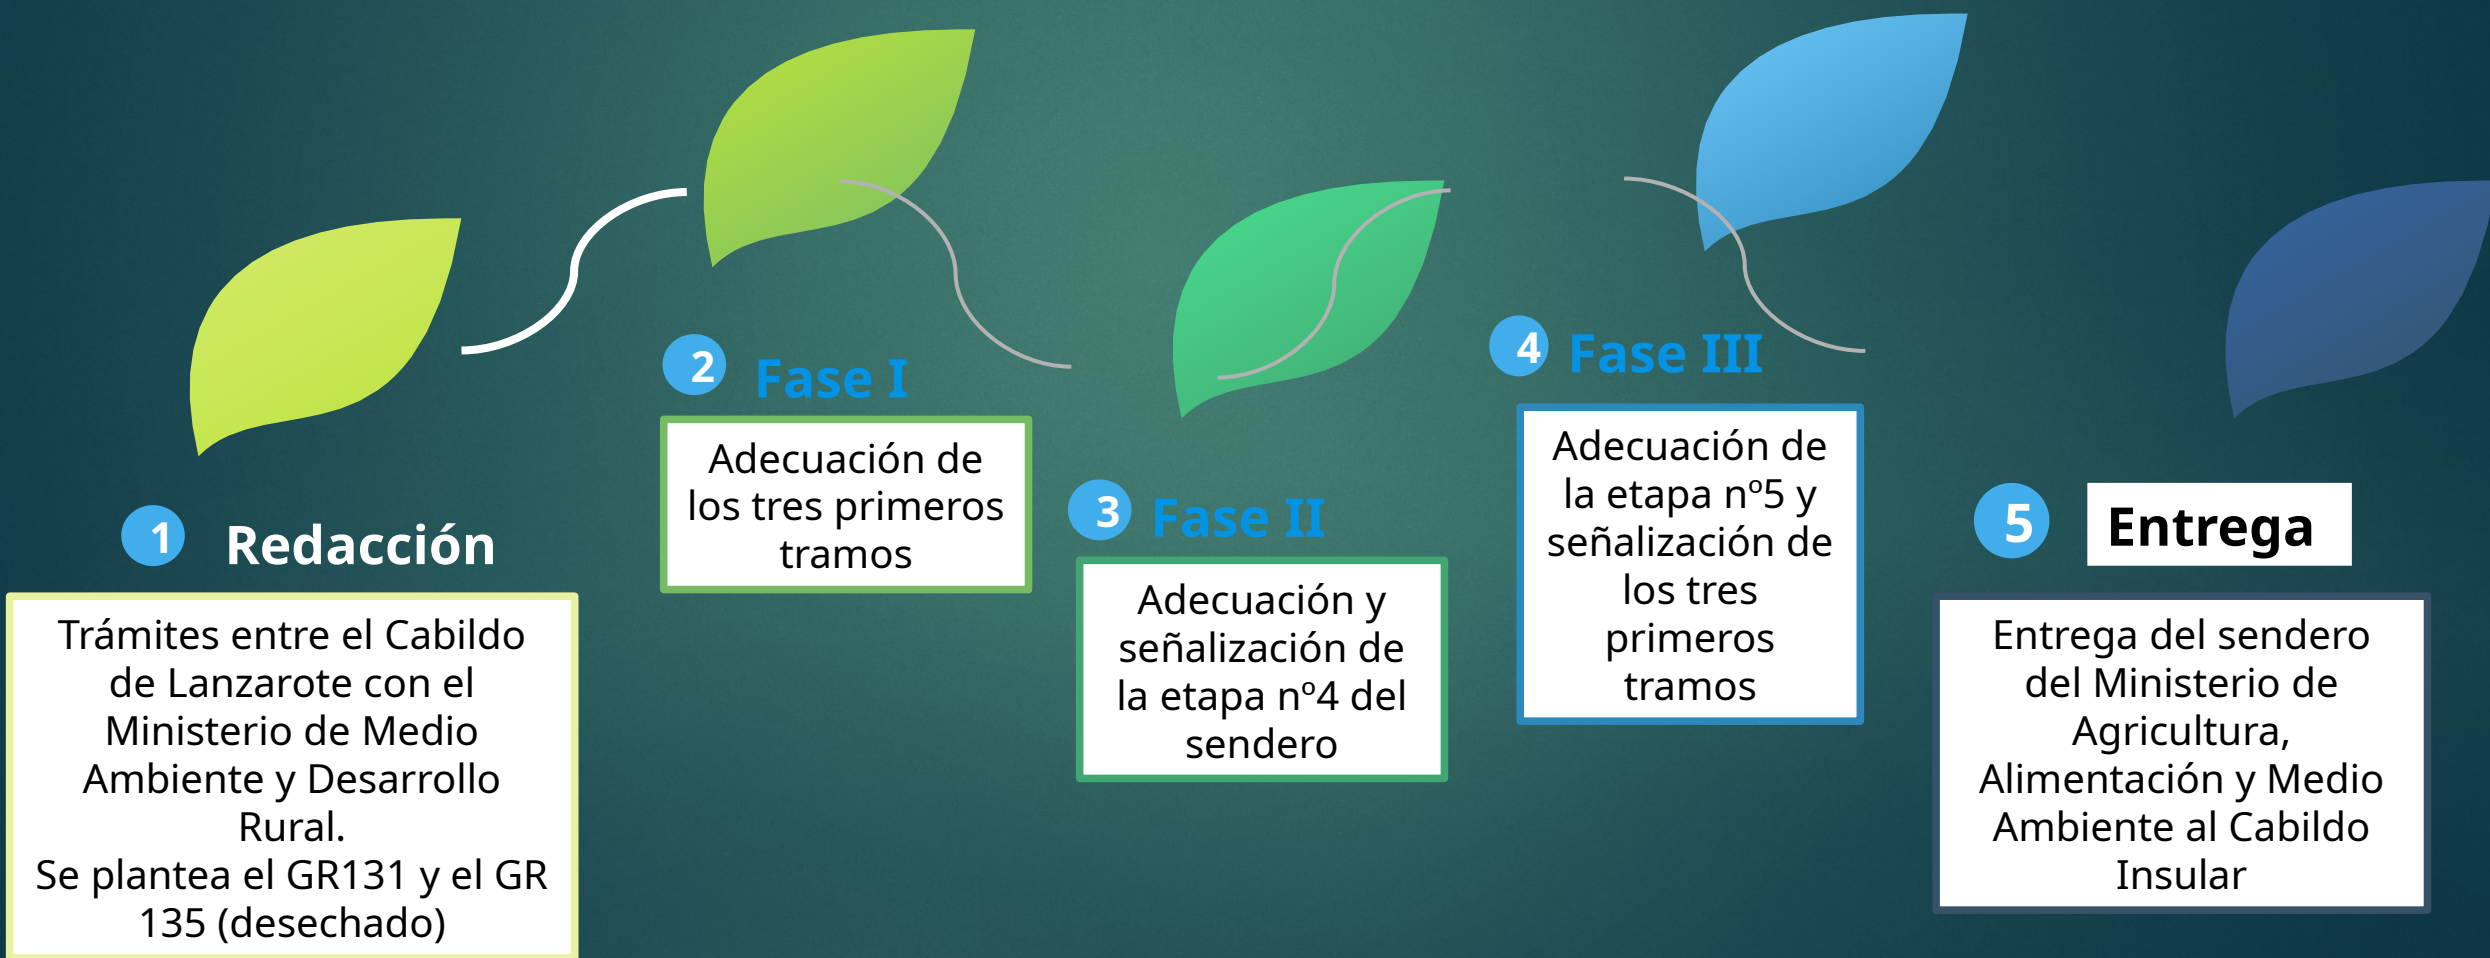 1
Redacción
Trámites entre el Cabildo
de Lanzarote con el
Ministerio de Medio
Ambiente y Desarrollo
Rural.
Se plantea el GR131 y el GR
135 (desechado)
2
Fase I
Adecuación de
los tres primeros
tramos
3
Fase II
Adecuación y
señalización de
la etapa nº4 del
sendero
4
Fase III
Adecuación de
la etapa nº5 y
señalización de
los tres
primeros
tramos
5
Entrega
Entrega del sendero
del Ministerio de
Agricultura,
Alimentación y Medio
Ambiente al Cabildo
Insular